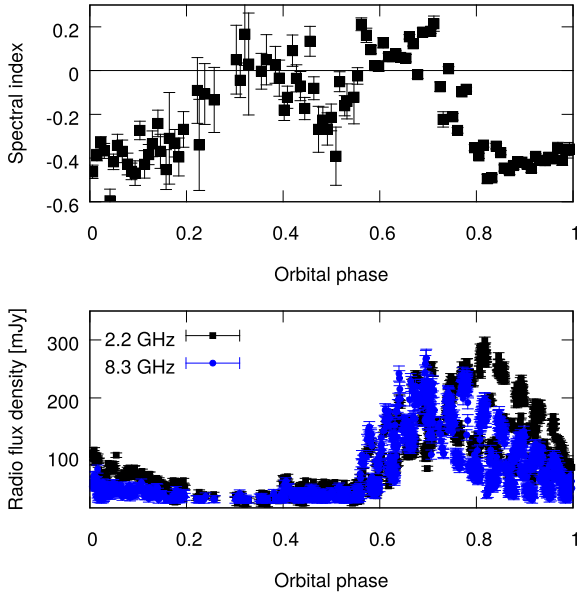 Spectral index
0.2
0
-0.2
-0.4
-0.6
0 0.2 0.4 0.6 0.8 1
Orbital phase
Radio flux density [mJy]
300
200
100
2.2 GHz
8.3 GHz
0 0.2 0.4 0.6 0.8 1
Orbital phase